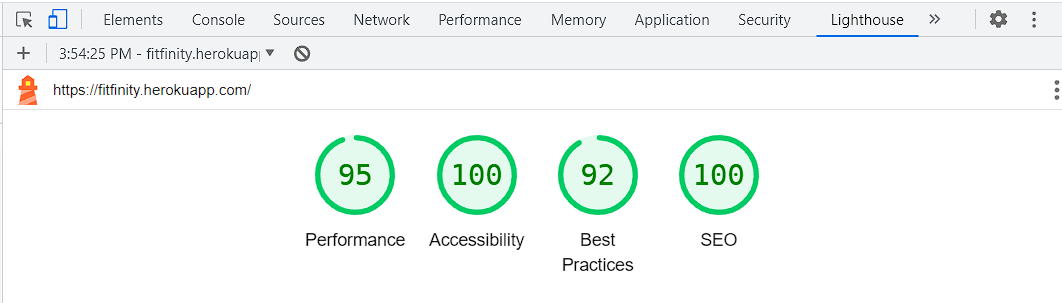 Elements Console Sources Network Performance Memory Application Security Lighthouse »
+ 3:54:25 PM - fitfinity.herokuap
https://fitfinity.herokuapp.com/
95 100 92 100
Performance Accessibility Best Practices SEO